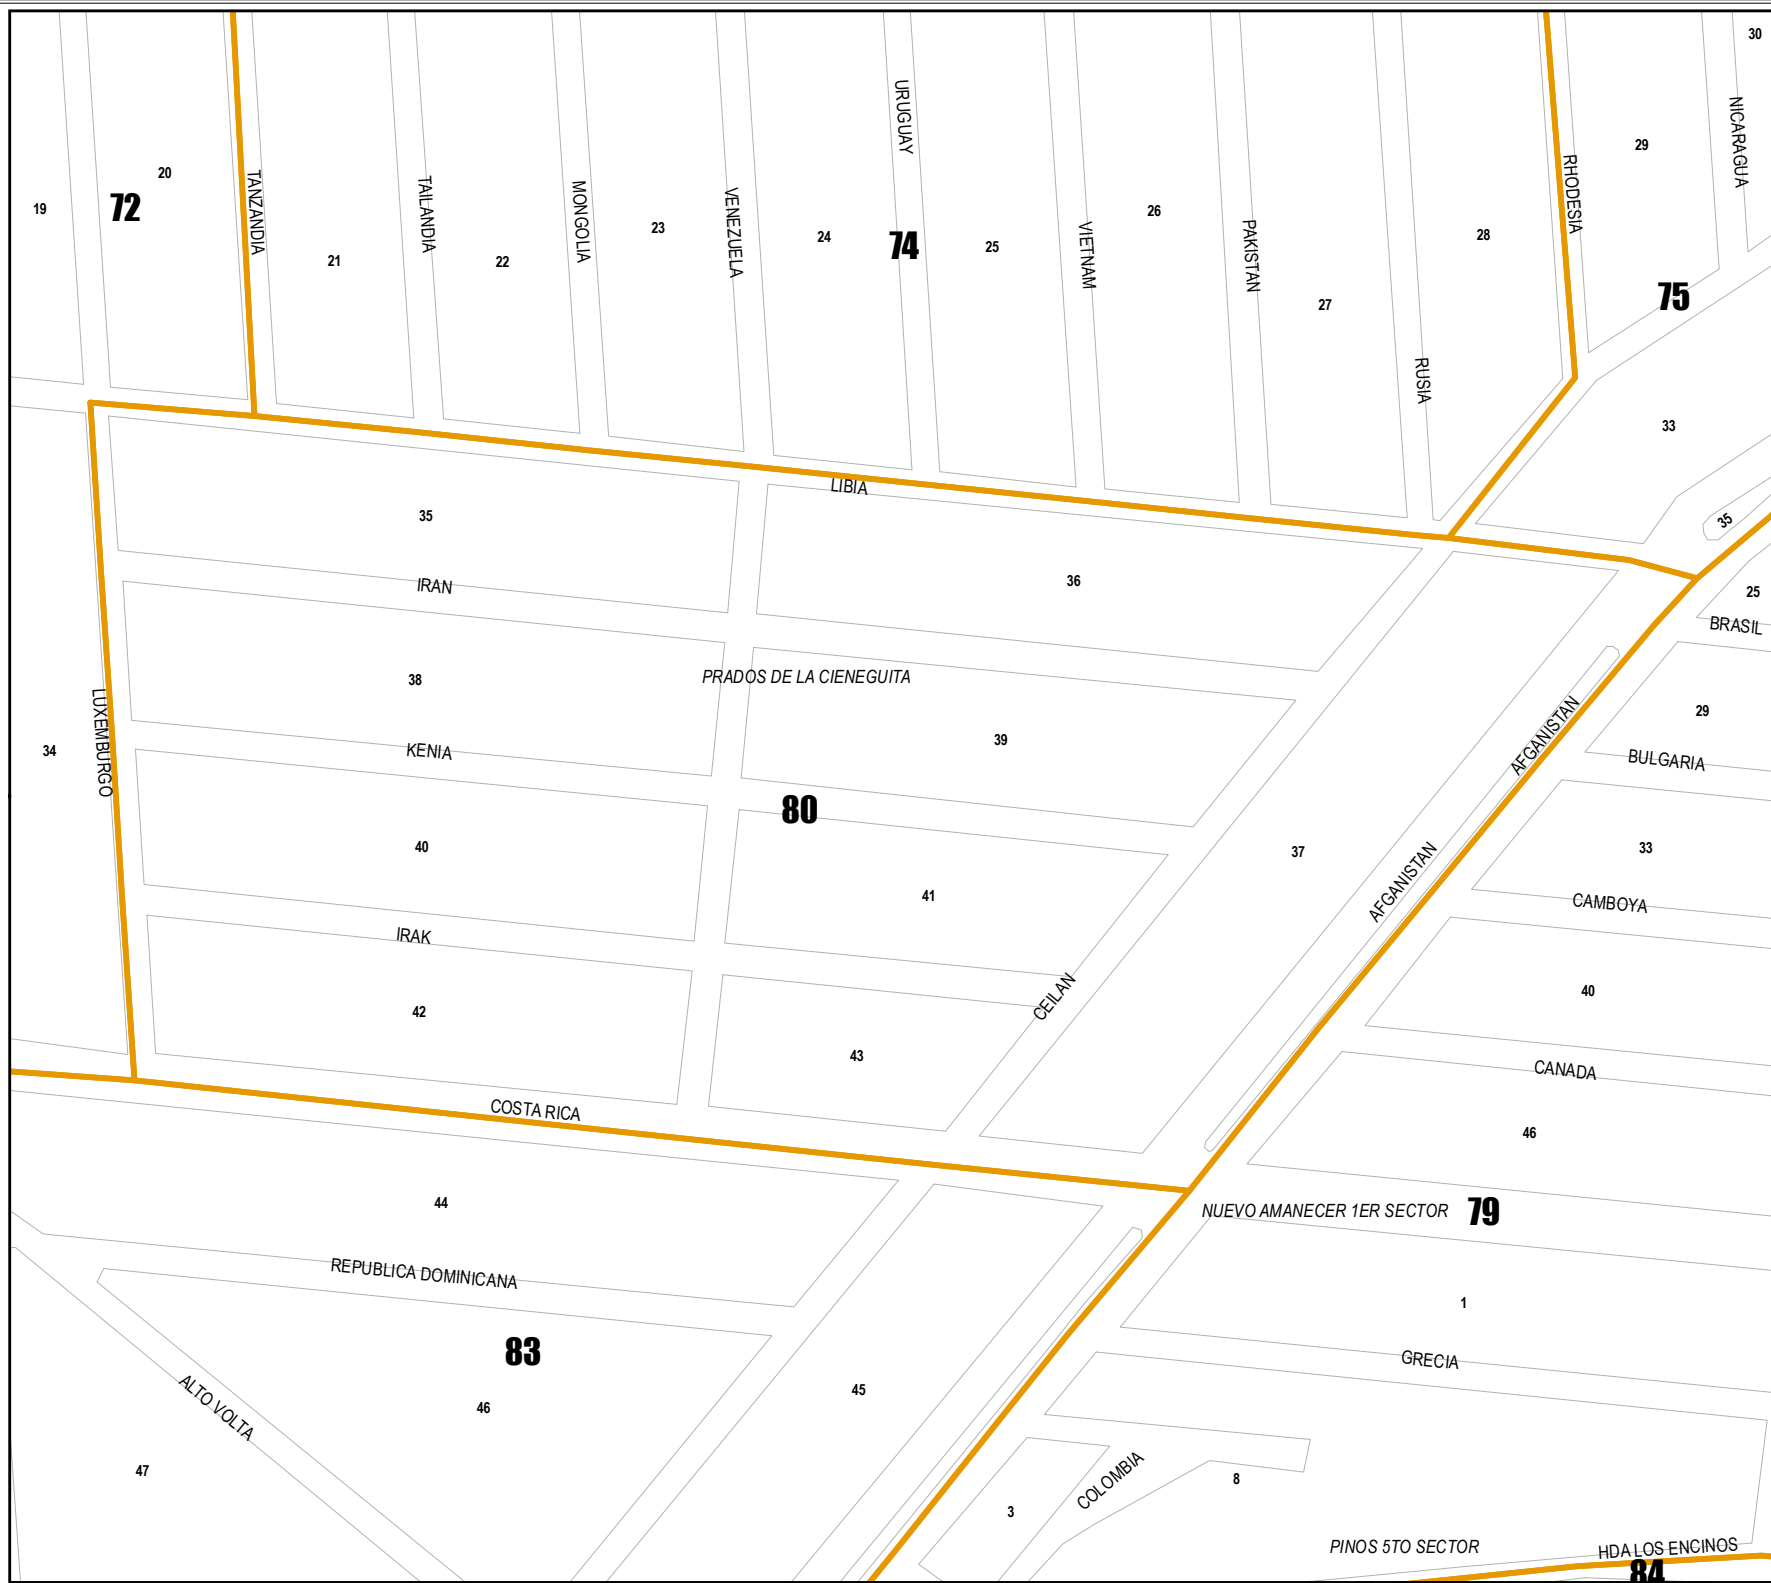 30
URUGUAY
NICARAGUA
29
20
RHODESIA
TANZANDIA
TAILANDIA
MONGOLIA
VENEZUELA
19
72
26
23
24
74
25
VIETNAM
PAKISTAN
28
21
22
27
75
RUSIA
33
LIBIA
35
35
IRAN
36
25
BRASIL
38
PRADOS DE LA CIENEGUITA
29
LUXEMBURGO
34
KENIA
39
AFGANISTAN
BULGARIA
80
40
37
33
AFGANISTAN
41
CAMBOYA
IRAK
CEILAN
40
42
43
CANADA
COSTA RICA
46
44
NUEVO AMANECER 1ER SECTOR
79
REPUBLICA DOMINICANA
1
83
GRECIA
ALTO VOLTA
46
45
47
COLOMBIA
8
3
PINOS 5TO SECTOR
HDA LOS ENCINOS
84